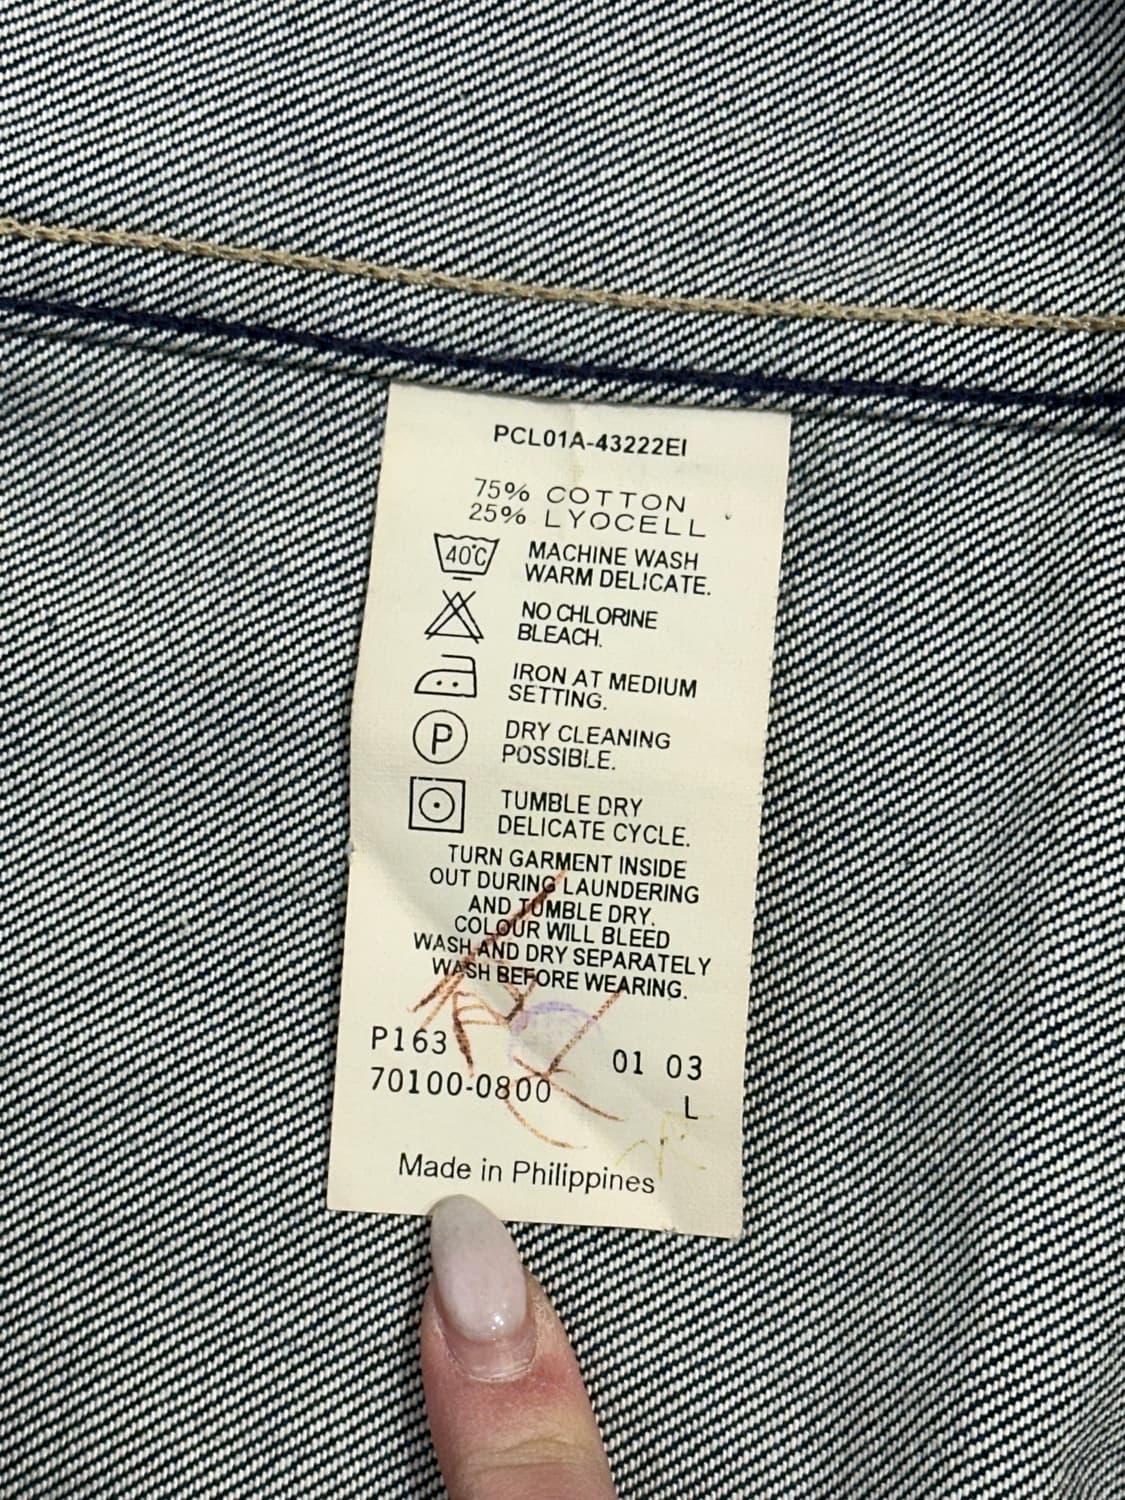 PCL01A-43222EI
75% COTTON
25% LYOCELL
40°C MACHINE WASH
WARM DELICATE.
NO CHLORINE
BLEACH.
IRON AT MEDIUM
SETTING.
P DRY CLEANING
POSSIBLE.
TUMBLE DRY
DELICATE CYCLE.
TURN GARMENT INSIDE
OUT DURING LAUNDERING
AND TUMBLE DRY.
COLOUR WILL BLEED
WASH AND DRY SEPARATELY
WASH BEFORE WEARING.
P163 01 03
70100-0800 L
Made in Philippines